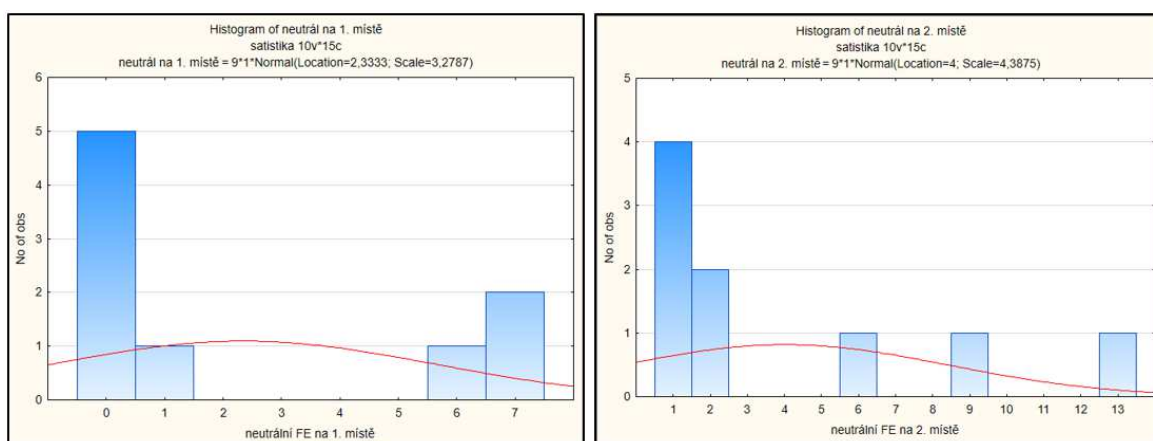 Histogram of neutrál na 1. místě
satistika 10v*15c
neutrál na 1. místě = 9*1*Normal(Location=2,3333; Scale=3,2787)
6
5
4
3
2
1
0
No of obs
0 1 2 3 4 5 6 7
neutrální FE na 1. místě
Histogram of neutrál na 2. místě
satistika 10v*15c
neutrál na 2. místě = 9*1*Normal(Location=4; Scale=4,3875)
5
4
3
2
1
0
No of obs
1 2 3 4 5 6 7 8 9 10 11 12 13
neutrální FE na 2. místě